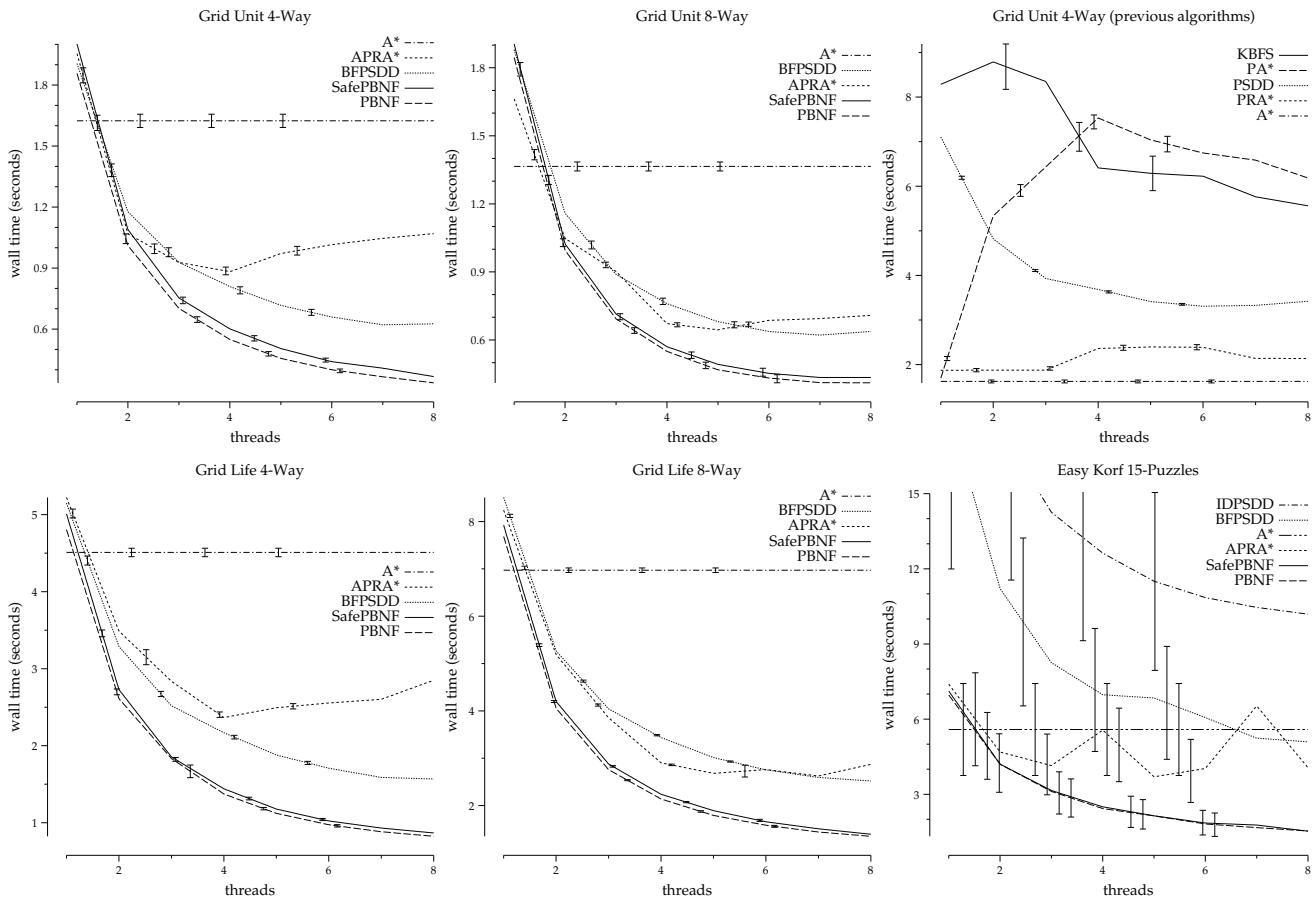 Grid Unit 4-Way
A*
APRA*
BFPSDD
SafePBNF
PBNF
1.8
1.5
1.2
0.9
0.6
wall time (seconds)
2
4
6
8
threads
Grid Unit 8-Way
A*
BFPSDD
APRA*
SafePBNF
PBNF
1.8
1.5
1.2
0.9
0.6
wall time (seconds)
2
4
6
8
threads
Grid Unit 4-Way (previous algorithms)
KBFS
PA*
PSDD
PRA*
A*
8
6
4
2
wall time (seconds)
2
4
6
8
threads
Grid Life 4-Way
A*
APRA*
BFPSDD
SafePBNF
PBNF
5
4
3
2
1
wall time (seconds)
2
4
6
8
threads
Grid Life 8-Way
A*
BFPSDD
APRA*
SafePBNF
PBNF
8
6
4
2
wall time (seconds)
2
4
6
8
threads
Easy Korf 15-Puzzles
IDPSDD
BFPSDD
A*
APRA*
SafePBNF
PBNF
15
12
9
6
3
wall time (seconds)
2
4
6
8
threads